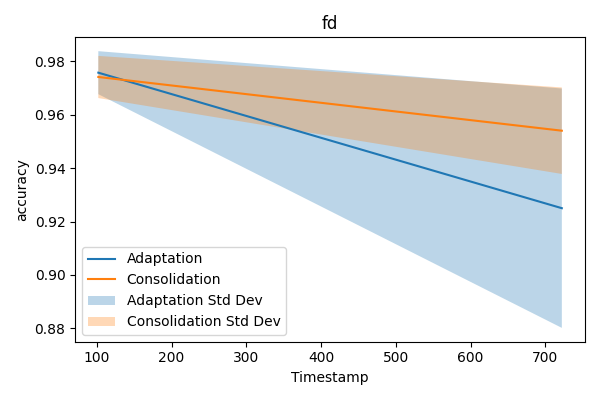 fd
accuracy
0.98
0.96
0.94
0.92
0.90
0.88
Adaptation
Consolidation
Adaptation Std Dev
Consolidation Std Dev
100 200 300 400 500 600 700
Timestamp